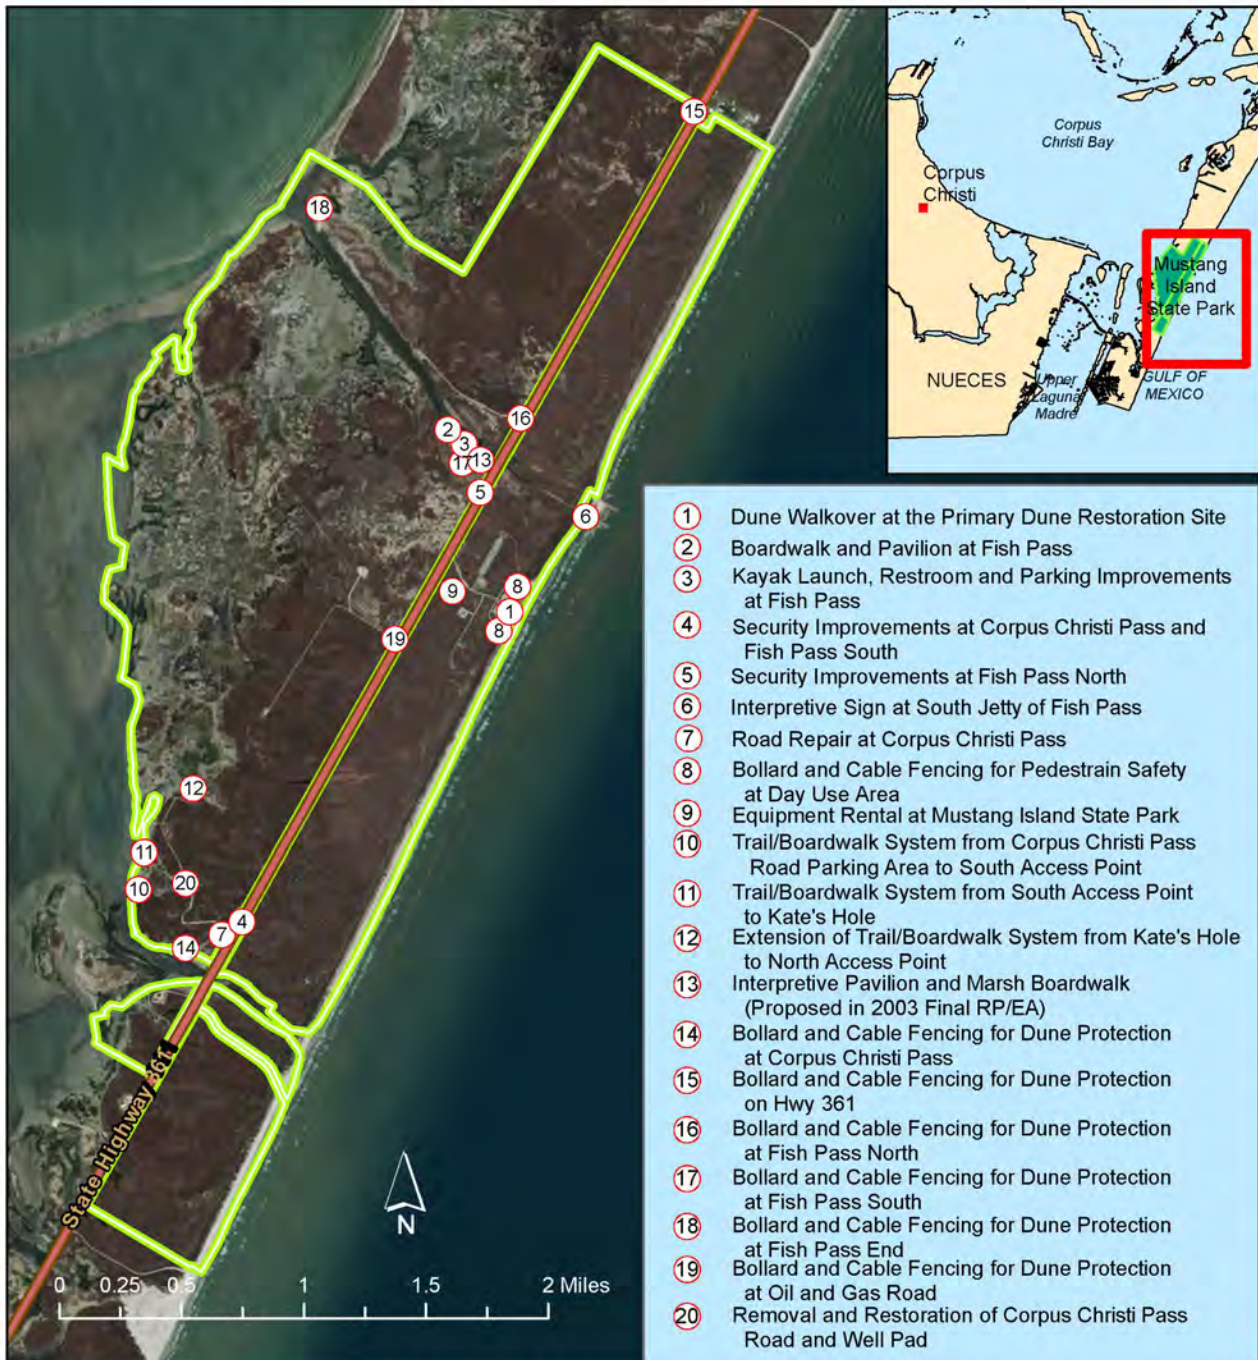 15
18
2
3
17
13
16
5
6
9
8
1
8
19
12
11
10
20
4
7
14
State Highway 361
N
0 0.25 0.5 1 1.5 2 Miles
Corpus
Christi Bay
Corpus
Christi
Mustang
Island
State Park
NUECES
Upper
Laguna
Madre
GULF OF
MEXICO
1 Dune Walkover at the Primary Dune Restoration Site
2 Boardwalk and Pavilion at Fish Pass
3 Kayak Launch, Restroom and Parking Improvements
at Fish Pass
4 Security Improvements at Corpus Christi Pass and
Fish Pass South
5 Security Improvements at Fish Pass North
6 Interpretive Sign at South Jetty of Fish Pass
7 Road Repair at Corpus Christi Pass
8 Bollard and Cable Fencing for Pedestrain Safety
at Day Use Area
9 Equipment Rental at Mustang Island State Park
10 Trail/Boardwalk System from Corpus Christi Pass
Road Parking Area to South Access Point
11 Trail/Boardwalk System from South Access Point
to Kate's Hole
12 Extension of Trail/Boardwalk System from Kate's Hole
to North Access Point
13 Interpretive Pavilion and Marsh Boardwalk
(Proposed in 2003 Final RP/EA)
14 Bollard and Cable Fencing for Dune Protection
at Corpus Christi Pass
15 Bollard and Cable Fencing for Dune Protection
on Hwy 361
16 Bollard and Cable Fencing for Dune Protection
at Fish Pass North
17 Bollard and Cable Fencing for Dune Protection
at Fish Pass South
18 Bollard and Cable Fencing for Dune Protection
at Fish Pass End
19 Bollard and Cable Fencing for Dune Protection
at Oil and Gas Road
20 Removal and Restoration of Corpus Christi Pass
Road and Well Pad